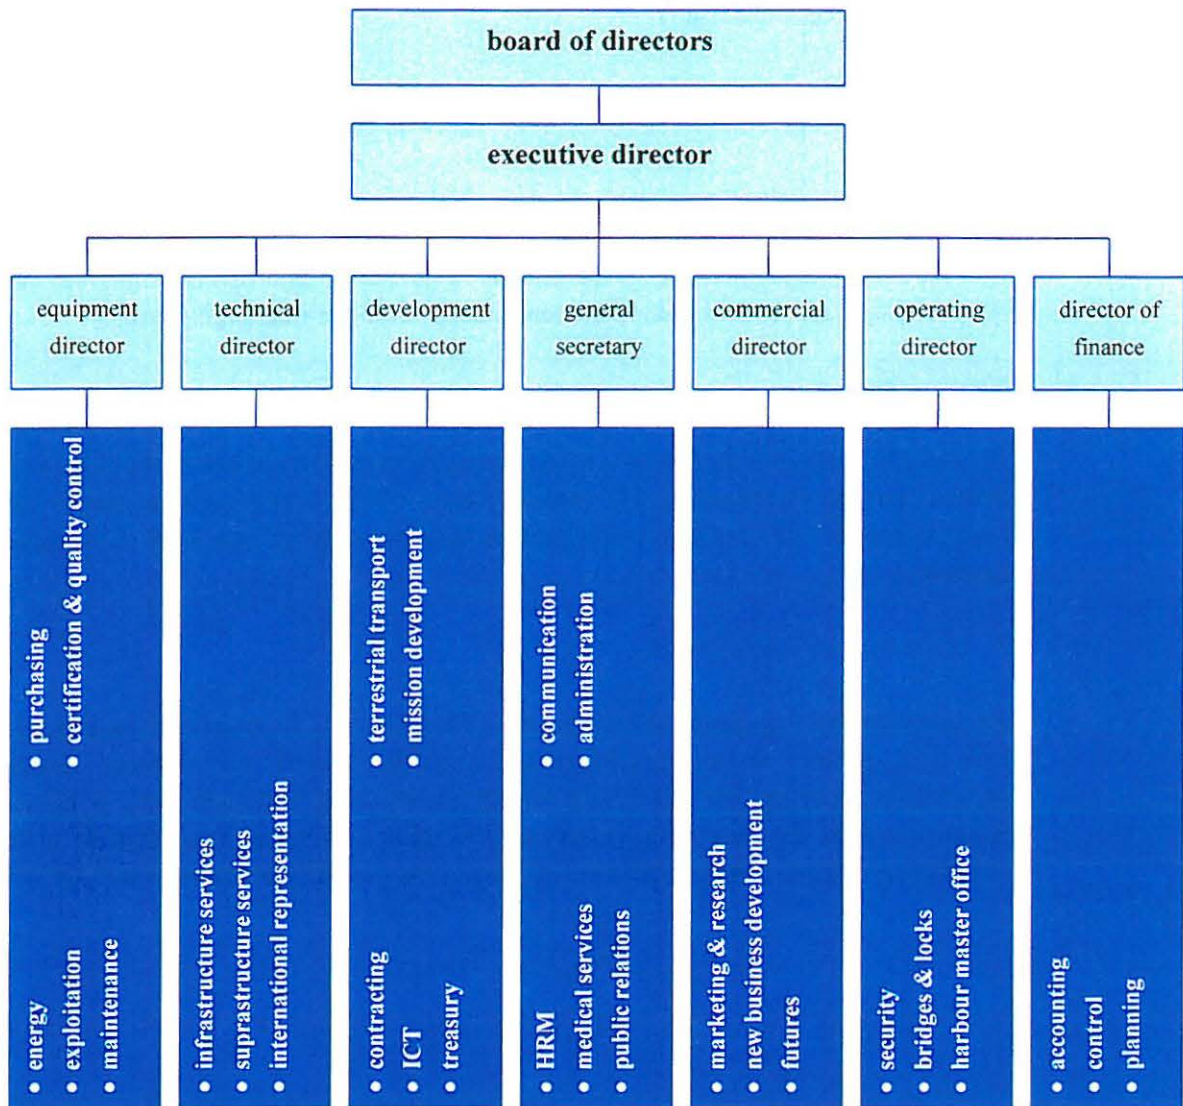 board of directors
executive director
equipment
director
technical
director
development
director
general
secretary
commercial
director
operating
director
director of
finance
• energy
• exploitation
• maintenance
• purchasing
• certification & quality control
• infrastructure services
• suprastructure services
• international representation
• contracting
• ICT
• treasury
• terrestrial transport
• mission development
• HRM
• medical services
• public relations
• communication
• administration
• marketing & research
• new business development
• futures
• security
• bridges & locks
• harbour master office
• accounting
• control
• planning